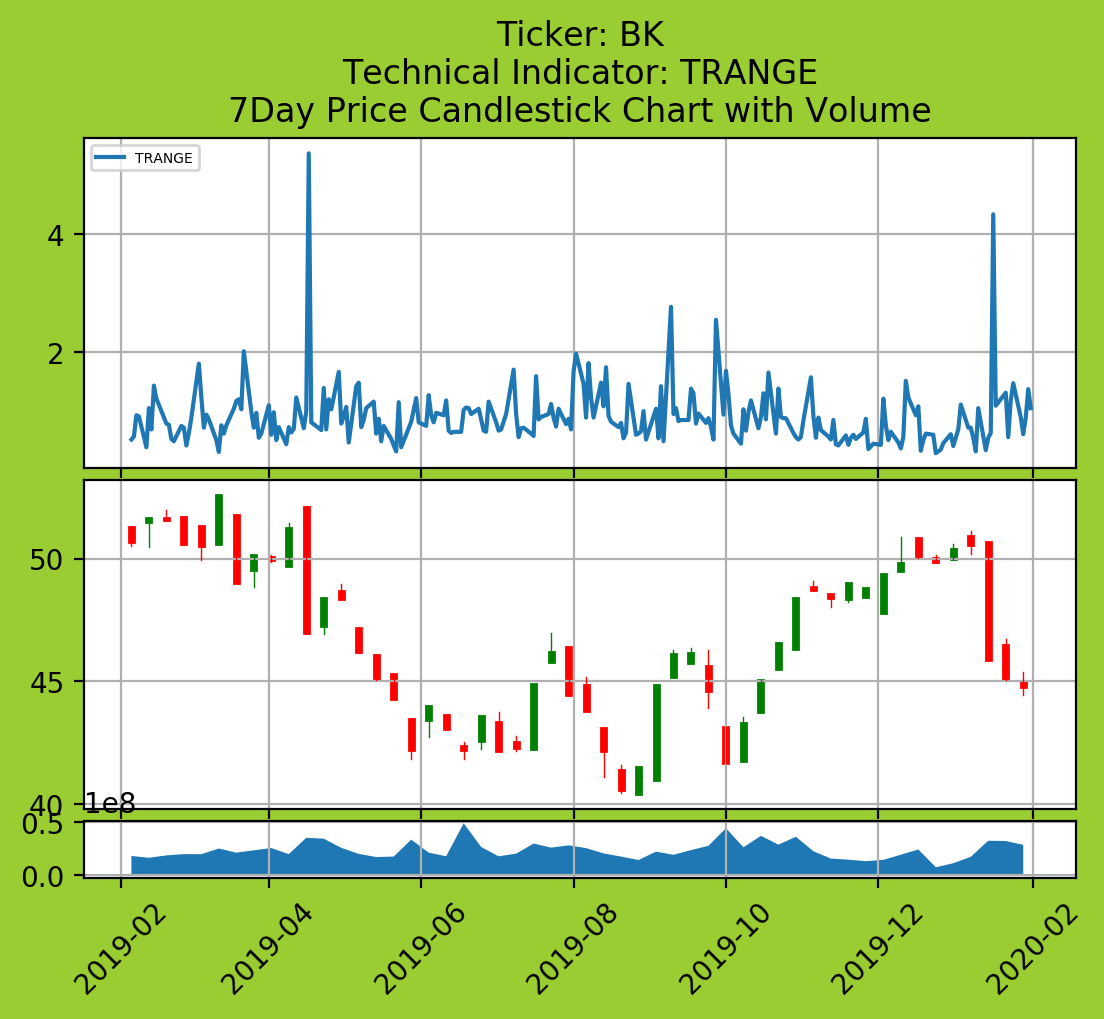 Ticker: BK
Technical Indicator: TRANGE
7Day Price Candlestick Chart with Volume
TRANGE
4
2
50
45
40
1e8
0.5
0.0
2019-02
2019-04
2019-06
2019-08
2019-10
2019-12
2020-02